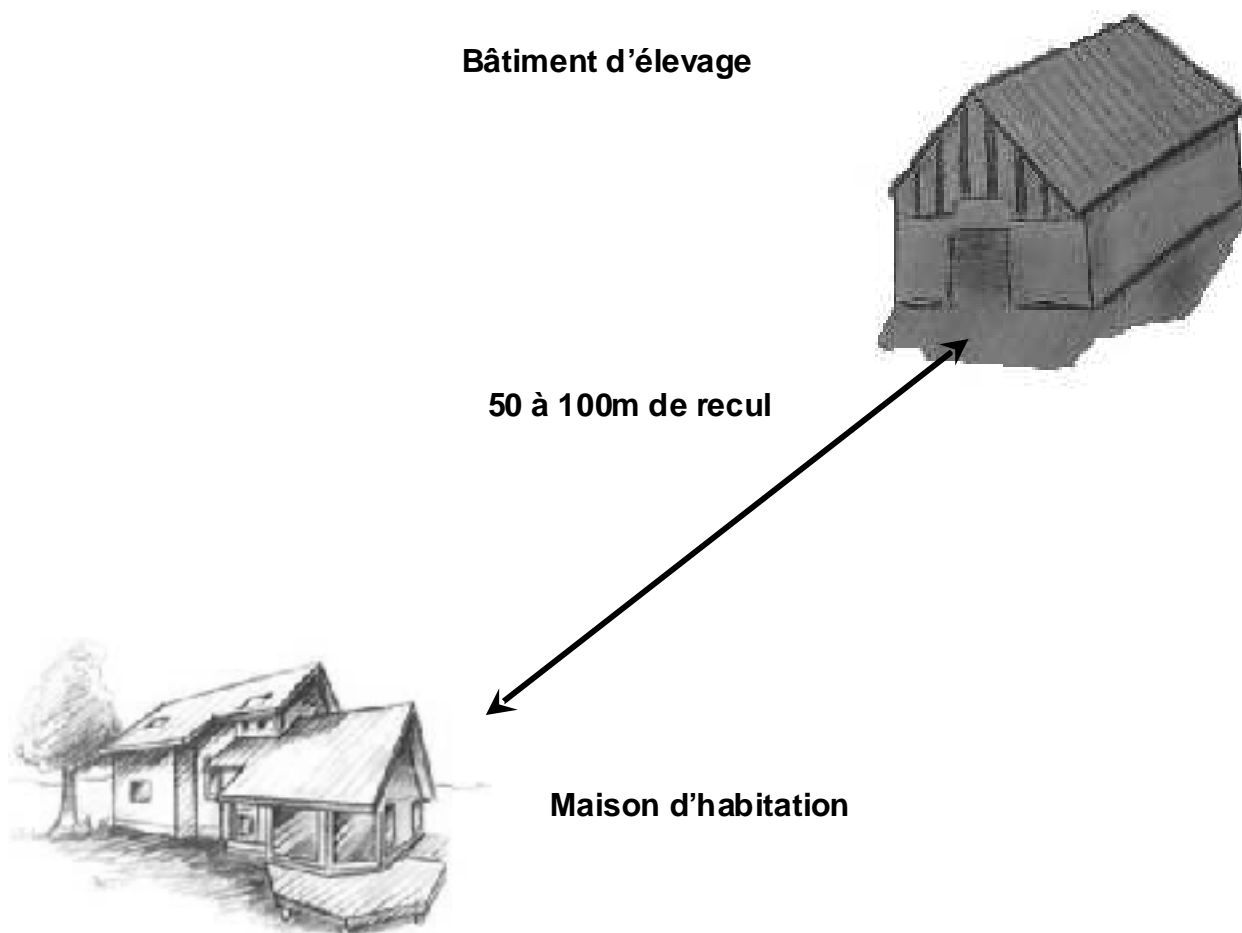 Bâtiment d’élevage
50 à 100m de recul
Maison d’habitation